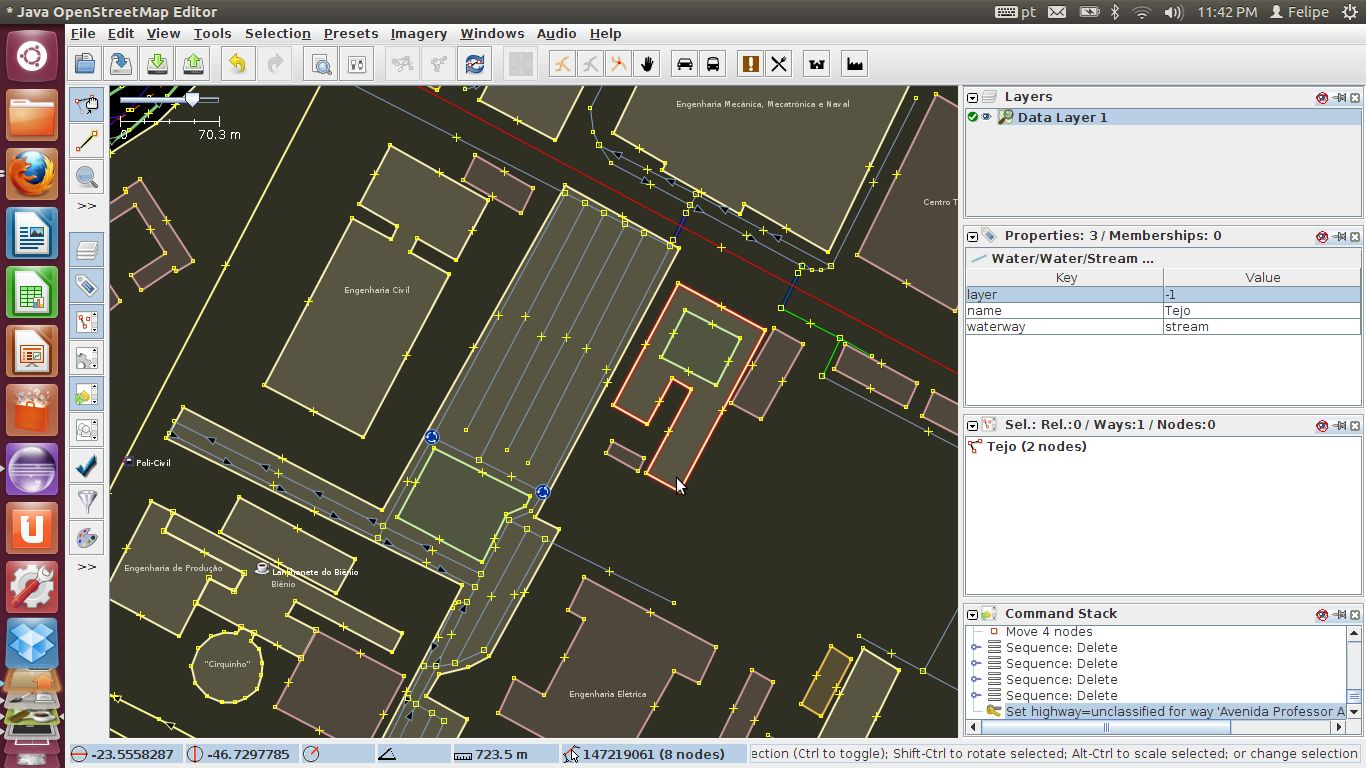 * Java OpenStreetMap Editor
pt
11:42 PM
Felipe
File Edit View Tools Selection Presets Imagery Windows Audio Help
0
70.3 m
>>
>>
Engenharia Mecânica, Mecatrônica e Naval
Centro T
Engenharia Civil
Poli-Civil
Engenharia de Produção
Lanchonete do Biênio
Biênio
"Cirquinho"
Engenharia Elétrica
Layers
Data Layer 1
Properties: 3 / Memberships: 0
Water/Water/Stream ...
Key Value
layer -1
name Tejo
waterway stream
Sel.: Rel.:0 / Ways:1 / Nodes:0
Tejo (2 nodes)
Command Stack
Move 4 nodes
Sequence: Delete
Sequence: Delete
Sequence: Delete
Sequence: Delete
Set highway=unclassified for way 'Avenida Professor A
-23.5558287
-46.7297785
723.5 m
147219061 (8 nodes)
ection (Ctrl to toggle); Shift-Ctrl to rotate selected; Alt-Ctrl to scale selected; or change selection